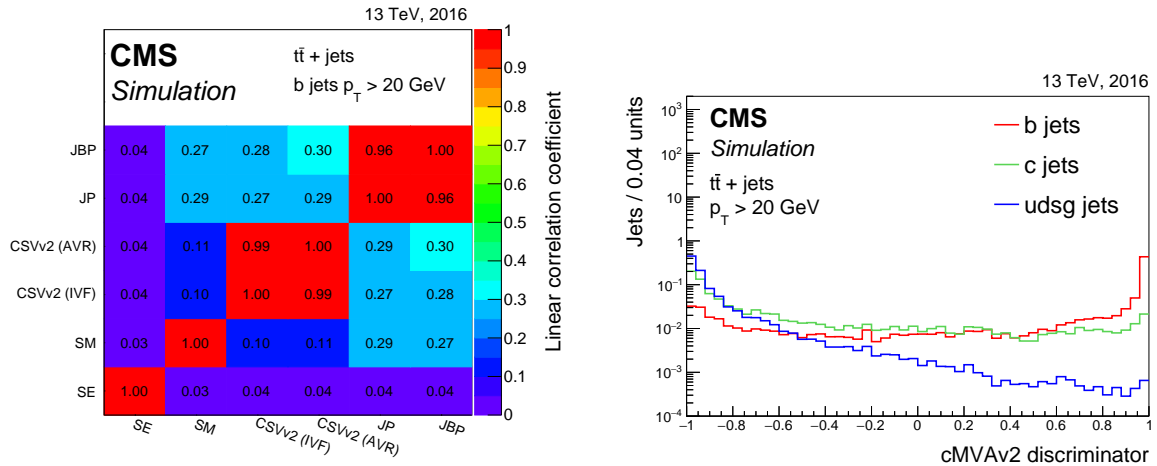 13 TeV, 2016
CMS
Simulation
tt̄ + jets
b jets p_T > 20 GeV
JBP 0.04 0.27 0.28 0.30 0.96 1.00
JP 0.04 0.29 0.27 0.29 1.00 0.96
CSVv2 (AVR) 0.04 0.11 0.99 1.00 0.29 0.30
CSVv2 (IVF) 0.04 0.10 1.00 0.99 0.27 0.28
SM 0.03 1.00 0.10 0.11 0.29 0.27
SE 1.00 0.03 0.04 0.04 0.04 0.04
SE SM CSVv2 (IVF) CSVv2 (AVR) JP JBP
1
0.9
0.8
0.7
0.6
0.5
0.4
0.3
0.2
0.1
0
Linear correlation coefficient
13 TeV, 2016
CMS
Simulation
tt̄ + jets
p_T > 20 GeV
b jets
c jets
udsg jets
Jets / 0.04 units
10³
10²
10
1
10⁻¹
10⁻²
10⁻³
10⁻⁴
−1 −0.8 −0.6 −0.4 −0.2 0 0.2 0.4 0.6 0.8 1
cMVAv2 discriminator